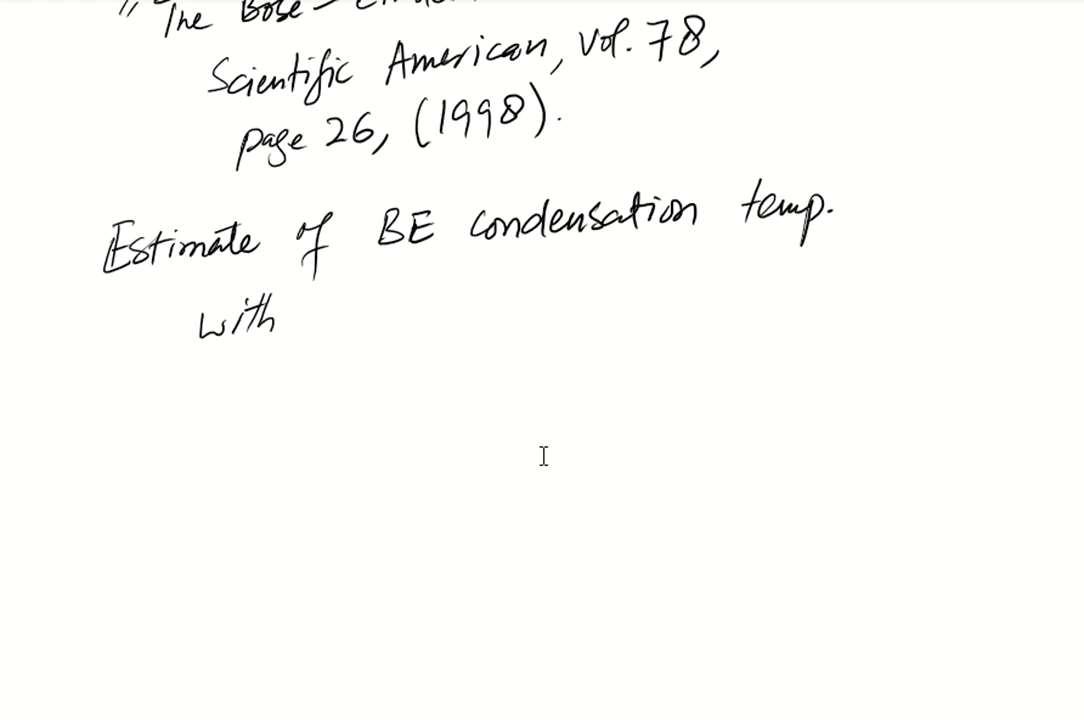 " The Bose-
Scientific American, vol. 78,
page 26, (1998).
Estimate of BE condensation temp.
with